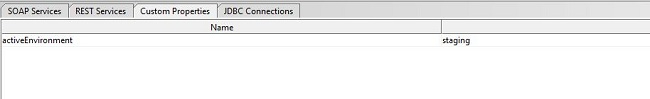 SOAP Services REST Services Custom Properties JDBC Connections
Name
activeEnvironment staging